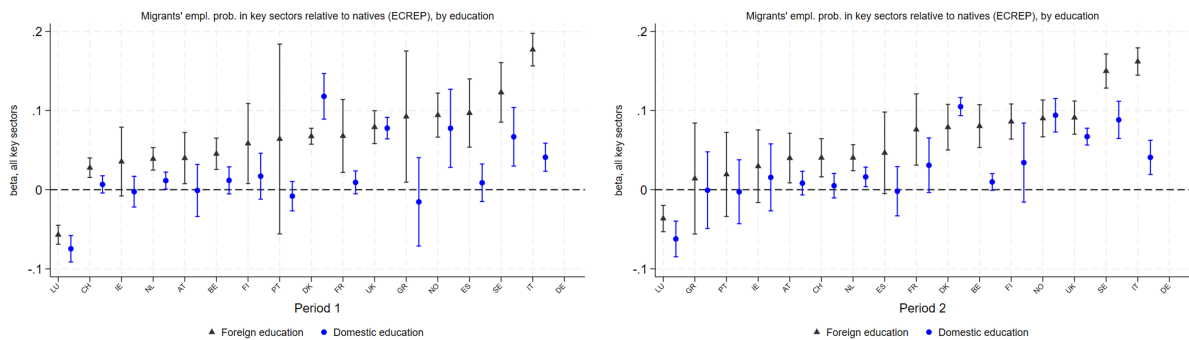 Migrants' empl. prob. in key sectors relative to natives (ECREP), by education
beta, all key sectors
.2
.1
0
-.1
LU CH IE NL AT BE FI PT DK FR UK GR NO ES SE IT DE
Period 1
Foreign education Domestic education
Migrants' empl. prob. in key sectors relative to natives (ECREP), by education
beta, all key sectors
.2
.1
0
-.1
LU GR PT IE AT CH NL ES FR DK BE FI NO UK SE IT DE
Period 2
Foreign education Domestic education